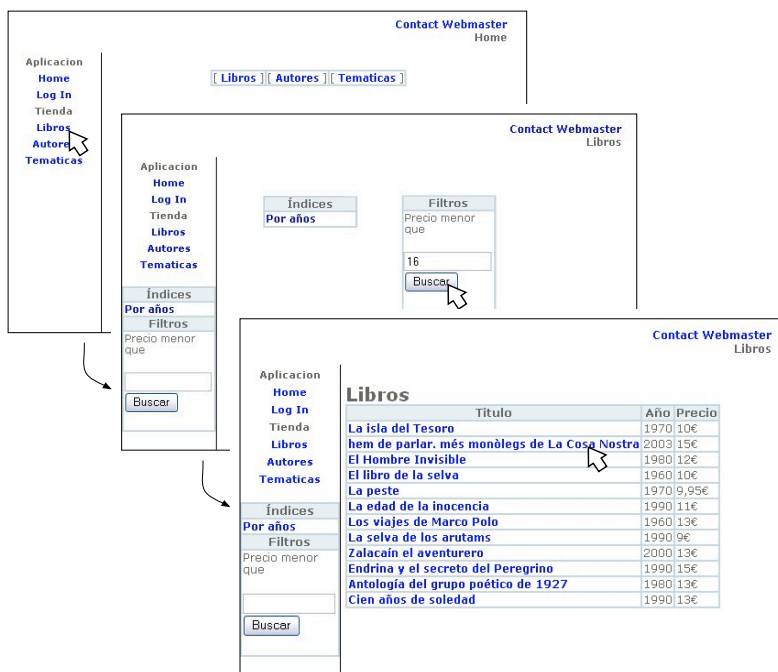 Contact Webmaster
Home
Aplicacion
Home
Log In
Tienda
Libros
Autores
Tematicas
[ Libros ][ Autores ][ Tematicas ]
Contact Webmaster
Libros
Aplicacion
Home
Log In
Tienda
Libros
Autores
Tematicas
Índices
Por años
Filtros
Precio menor
que
Buscar
Índices
Por años
Filtros
Precio menor
que
16
Buscar
Contact Webmaster
Libros
Aplicacion
Home
Log In
Tienda
Libros
Autores
Tematicas
Índices
Por años
Filtros
Precio menor
que
Buscar
Libros
Titulo Año Precio
La isla del Tesoro 1970 10€
hem de parlar. més monòlegs de La Cosa Nostra 2003 15€
El Hombre Invisible 1980 12€
El libro de la selva 1960 10€
La peste 1970 9,95€
La edad de la inocencia 1990 11€
Los viajes de Marco Polo 1960 13€
La selva de los arutams 1990 9€
Zalacaín el aventurero 2000 13€
Endrina y el secreto del Peregrino 1990 15€
Antología del grupo poético de 1927 1980 13€
Cien años de soledad 1990 13€